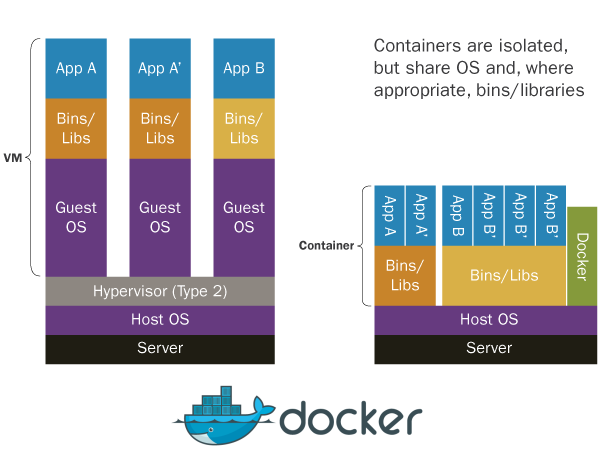 Containers are isolated,
but share OS and, where
appropriate, bins/libraries
VM
App A
App A’
App B
Bins/
Libs
Bins/
Libs
Bins/
Libs
Guest
OS
Guest
OS
Guest
OS
Hypervisor (Type 2)
Host OS
Server
Container
App A
App A’
App B
App B’
App B’
App B’
Docker
Bins/
Libs
Bins/Libs
Host OS
Server
docker